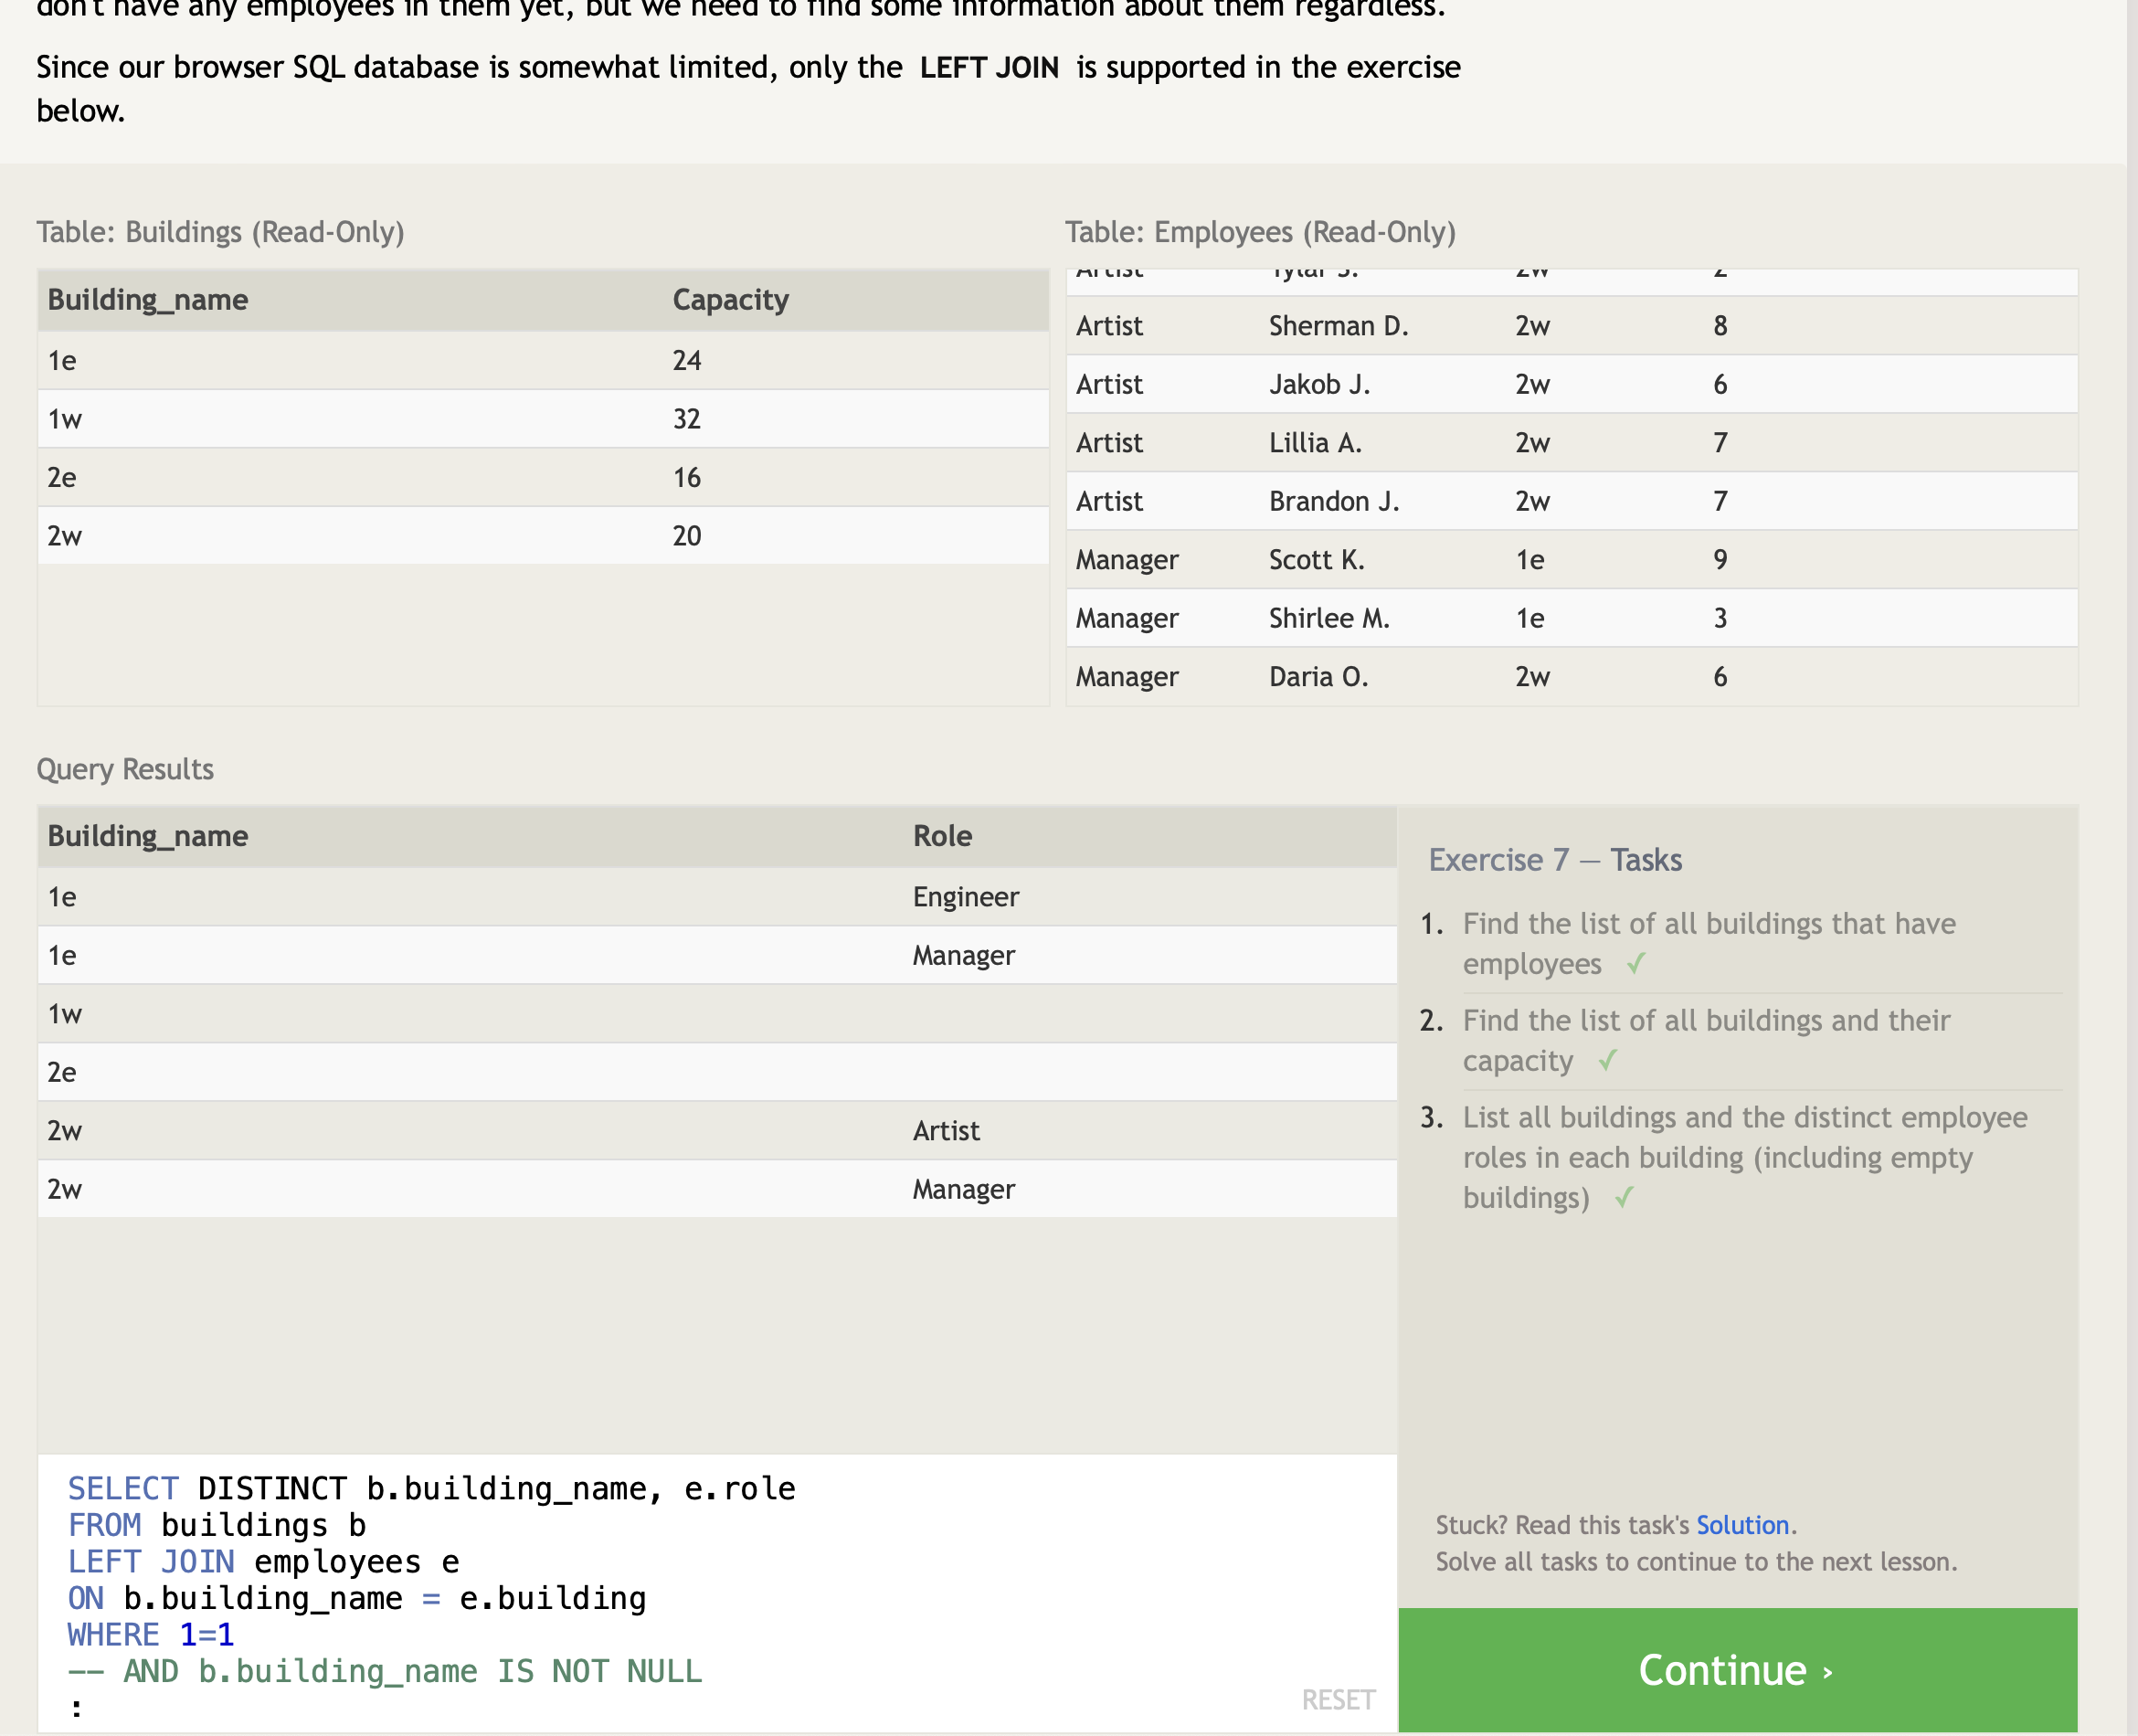 don't have any employees in them yet, but we need to find some information about them regardless.
Since our browser SQL database is somewhat limited, only the LEFT JOIN is supported in the exercise
below.
Table: Buildings (Read-Only)
Building_name Capacity
1e 24
1w 32
2e 16
2w 20
Table: Employees (Read-Only)
Artist Tylar S. 2w 2
Artist Sherman D. 2w 8
Artist Jakob J. 2w 6
Artist Lillia A. 2w 7
Artist Brandon J. 2w 7
Manager Scott K. 1e 9
Manager Shirlee M. 1e 3
Manager Daria O. 2w 6
Query Results
Building_name Role
1e Engineer
1e Manager
1w
2e
2w Artist
2w Manager
Exercise 7 — Tasks
1. Find the list of all buildings that have
employees ✓
2. Find the list of all buildings and their
capacity ✓
3. List all buildings and the distinct employee
roles in each building (including empty
buildings) ✓
SELECT DISTINCT b.building_name, e.role
FROM buildings b
LEFT JOIN employees e
ON b.building_name = e.building
WHERE 1=1
-- AND b.building_name IS NOT NULL
:
RESET
Stuck? Read this task's Solution.
Solve all tasks to continue to the next lesson.
Continue ›